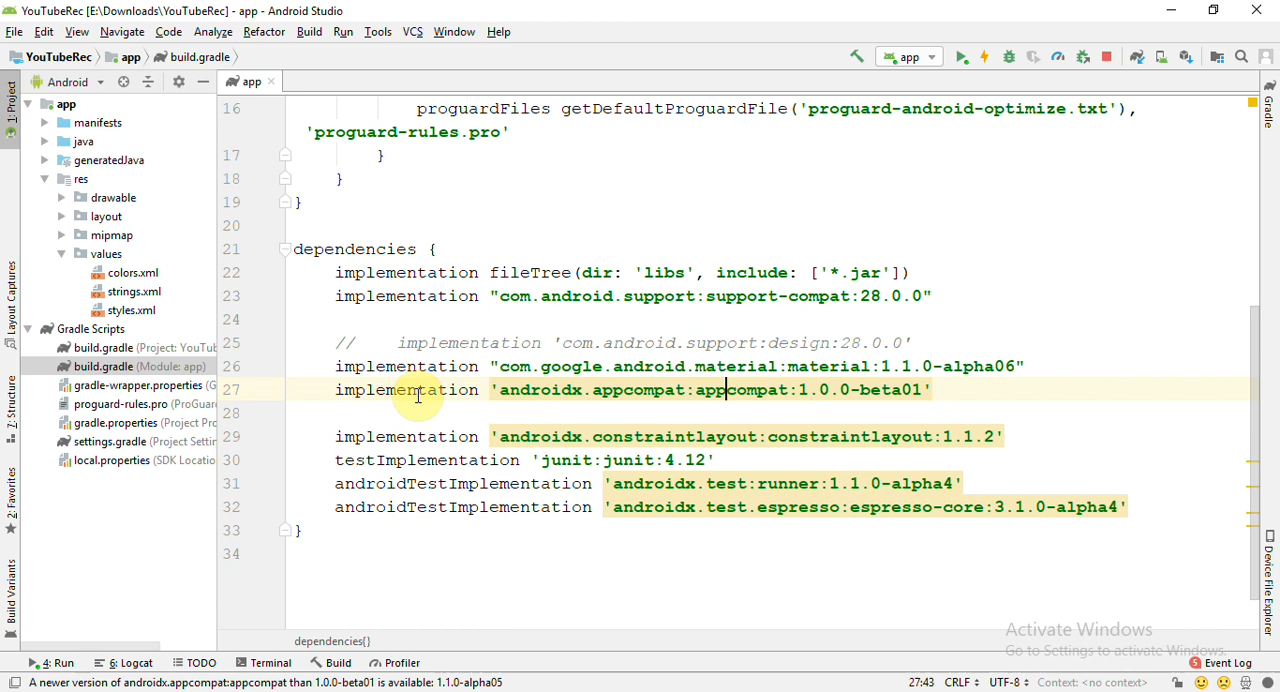 YouTubeRec [E:\Downloads\YouTubeRec] - app - Android Studio
File Edit View Navigate Code Analyze Refactor Build Run Tools VCS Window Help
YouTubeRec app build.gradle app
Android app
1: Project
Layout Captures
7: Structure
2: Favorites
Build Variants
app
manifests
java
generatedJava
res
drawable
layout
mipmap
values
colors.xml
strings.xml
styles.xml
Gradle Scripts
build.gradle (Project: YouTub
build.gradle (Module: app)
gradle-wrapper.properties (G
proguard-rules.pro (ProGuar
gradle.properties (Project Pro
settings.gradle (Project Settin
local.properties (SDK Locatio
16 proguardFiles getDefaultProguardFile('proguard-android-optimize.txt'),
'proguard-rules.pro'
17 }
18 }
19 }
20
21 dependencies {
22 implementation fileTree(dir: 'libs', include: ['*.jar'])
23 implementation "com.android.support:support-compat:28.0.0"
24
25 // implementation 'com.android.support:design:28.0.0'
26 implementation "com.google.android.material:material:1.1.0-alpha06"
27 implementation 'androidx.appcompat:appcompat:1.0.0-beta01'
28
29 implementation 'androidx.constraintlayout:constraintlayout:1.1.2'
30 testImplementation 'junit:junit:4.12'
31 androidTestImplementation 'androidx.test:runner:1.1.0-alpha4'
32 androidTestImplementation 'androidx.test.espresso:espresso-core:3.1.0-alpha4'
33 }
34
dependencies{}
Gradle
Device File Explorer
Activate Windows
Go to Settings to activate Windows.
4: Run 6: Logcat TODO Terminal Build Profiler 5 Event Log
A newer version of androidx.appcompat:appcompat than 1.0.0-beta01 is available: 1.1.0-alpha05 27:43 CRLF UTF-8 Context: <no context>